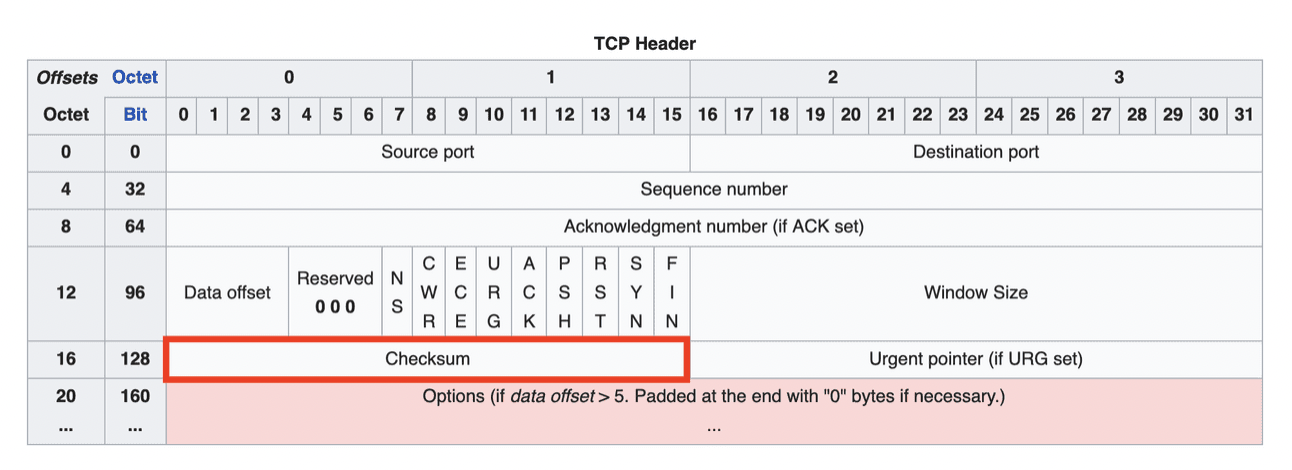 TCP Header
Offsets Octet 0 1 2 3
Octet Bit 0 1 2 3 4 5 6 7 8 9 10 11 12 13 14 15 16 17 18 19 20 21 22 23 24 25 26 27 28 29 30 31
0 0 Source port Destination port
4 32 Sequence number
8 64 Acknowledgment number (if ACK set)
12 96 Data offset Reserved 0 0 0 NS CWR ECE URG ACK PSH RST SYN FIN Window Size
16 128 Checksum Urgent pointer (if URG set)
20 160 Options (if data offset > 5. Padded at the end with "0" bytes if necessary.)
... ... ...